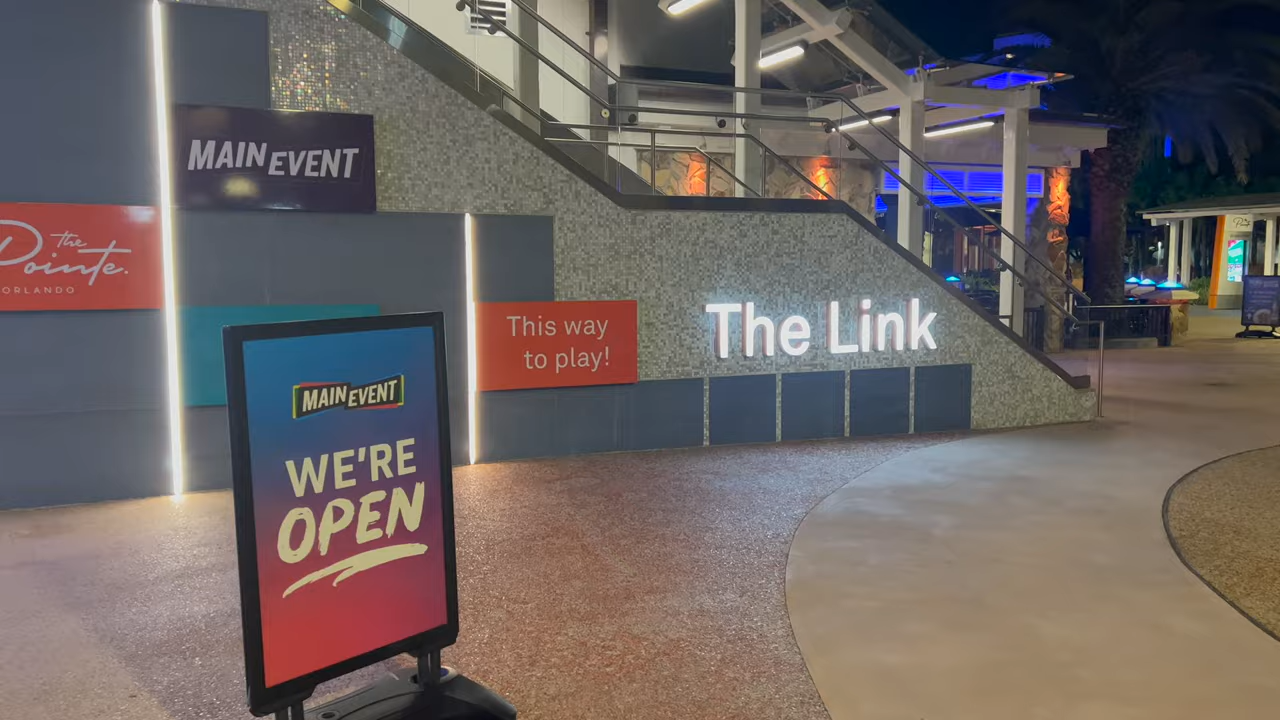 MAIN EVENT
the
Pointe.
ORLANDO
This way
to play!
The Link
MAIN EVENT
WE'RE
OPEN